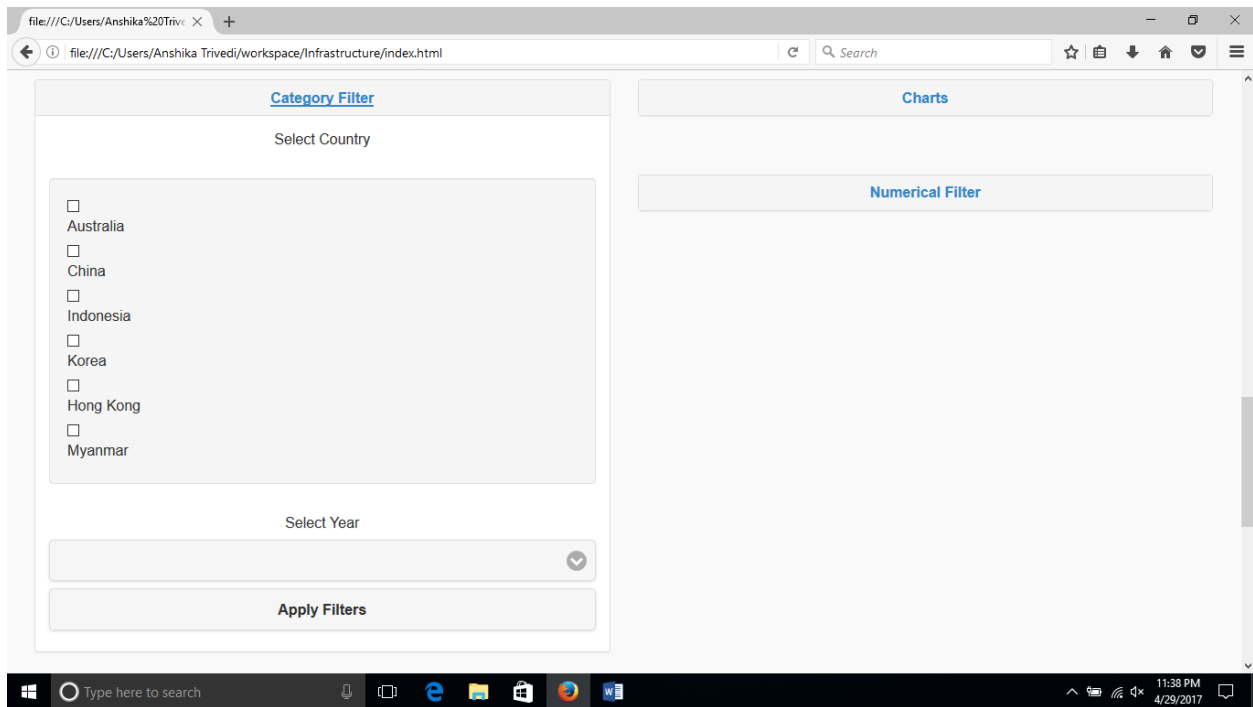 file:///C:/Users/Anshika%20Trive
file:///C:/Users/Anshika Trivedi/workspace/Infrastructure/index.html
Search
Category Filter
Select Country
Australia
China
Indonesia
Korea
Hong Kong
Myanmar
Select Year
Apply Filters
Charts
Numerical Filter
Type here to search
11:38 PM
4/29/2017